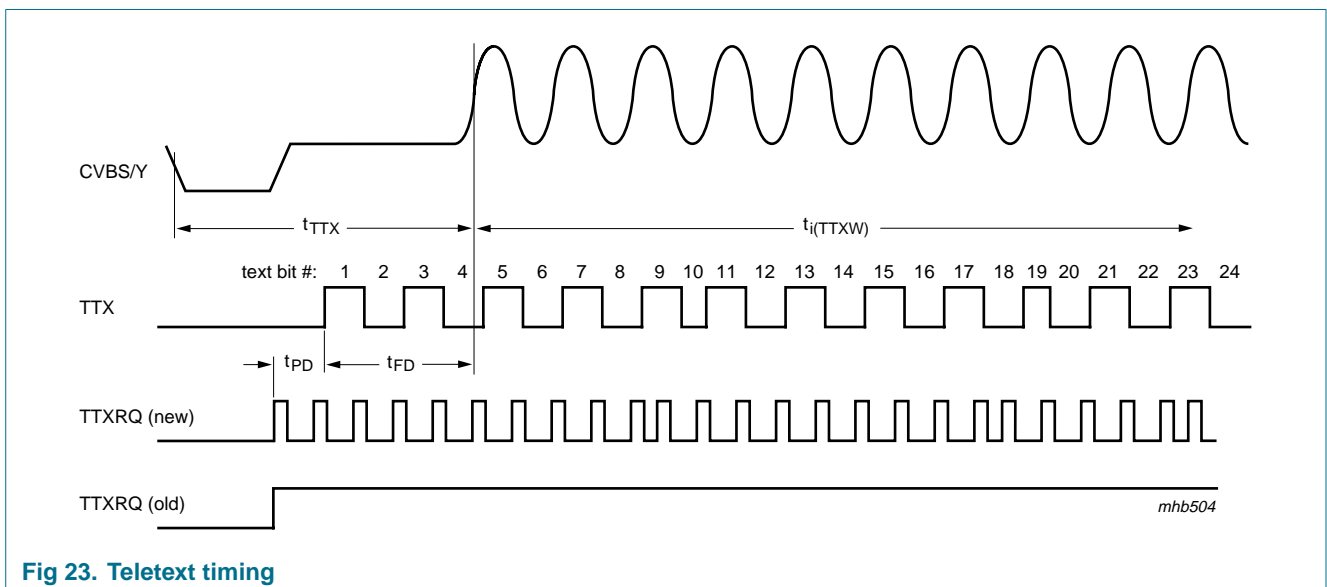 CVBS/Y
tTTX
ti(TTXW)
text bit #: 1 2 3 4 5 6 7 8 9 10 11 12 13 14 15 16 17 18 19 20 21 22 23 24
TTX
tPD
tFD
TTXRQ (new)
TTXRQ (old)
mhb504
Fig 23. Teletext timing